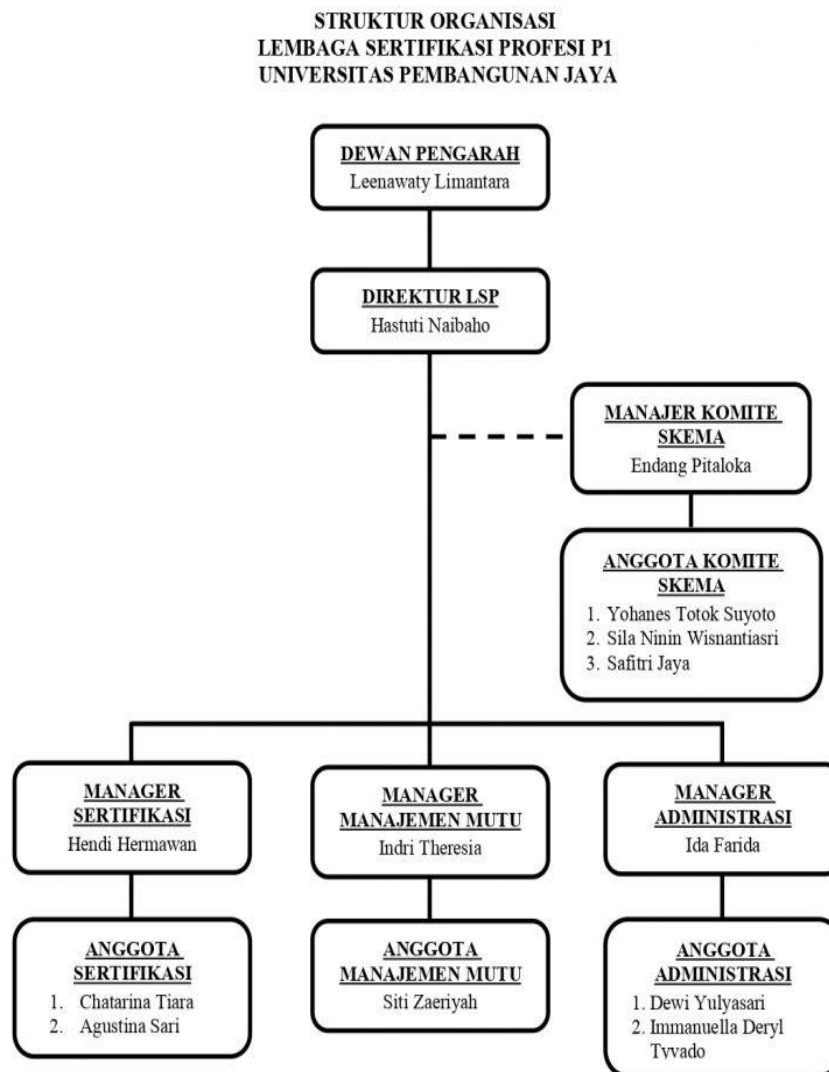 STRUKTUR ORGANISASI
LEMBAGA SERTIFIKASI PROFESI P1
UNIVERSITAS PEMBANGUNAN JAYA
DEWAN PENGARAH
Leenawaty Limantara
DIREKTUR LSP
Hastuti Naibaho
MANAJER KOMITE
SKEMA
Endang Pitaloka
ANGGOTA KOMITE
SKEMA
1. Yohanes Totok Suyoto
2. Sila Ninin Wisnantiasri
3. Safitri Jaya
MANAGER
SERTIFIKASI
Hendi Hermawan
MANAGER
MANAJEMEN MUTU
Indri Theresia
MANAGER
ADMINISTRASI
Ida Farida
ANGGOTA
SERTIFIKASI
1. Chatarina Tiara
2. Agustina Sari
ANGGOTA
MANAJEMEN MUTU
Siti Zaeriyah
ANGGOTA
ADMINISTRASI
1. Dewi Yulyasari
2. Immanuella Deryl
Tyvado